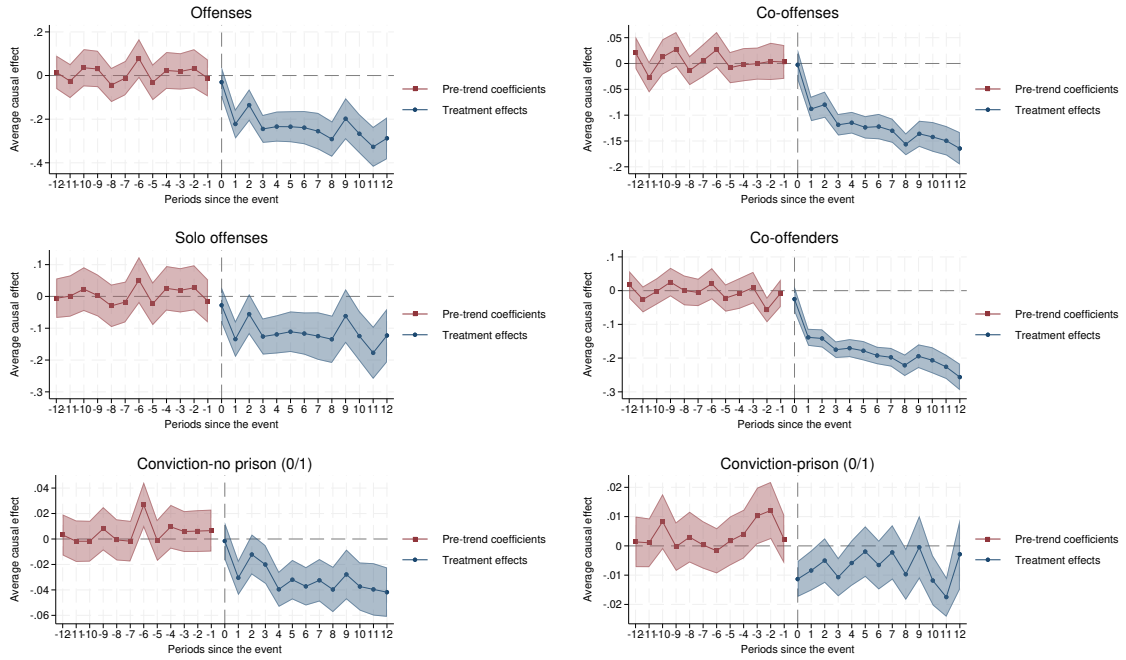 Offenses
Average causal effect
.2
0
-.2
-.4
-12 -11 -10 -9 -8 -7 -6 -5 -4 -3 -2 -1 0 1 2 3 4 5 6 7 8 9 10 11 12
Periods since the event
Pre-trend coefficients
Treatment effects
Co-offenses
Average causal effect
.05
0
-.05
-.1
-.15
-.2
-12 -11 -10 -9 -8 -7 -6 -5 -4 -3 -2 -1 0 1 2 3 4 5 6 7 8 9 10 11 12
Periods since the event
Pre-trend coefficients
Treatment effects
Solo offenses
Average causal effect
.1
0
-.1
-.2
-.3
-12 -11 -10 -9 -8 -7 -6 -5 -4 -3 -2 -1 0 1 2 3 4 5 6 7 8 9 10 11 12
Periods since the event
Pre-trend coefficients
Treatment effects
Co-offenders
Average causal effect
.1
0
-.1
-.2
-.3
-12 -11 -10 -9 -8 -7 -6 -5 -4 -3 -2 -1 0 1 2 3 4 5 6 7 8 9 10 11 12
Periods since the event
Pre-trend coefficients
Treatment effects
Conviction-no prison (0/1)
Average causal effect
.04
.02
0
-.02
-.04
-.06
-12 -11 -10 -9 -8 -7 -6 -5 -4 -3 -2 -1 0 1 2 3 4 5 6 7 8 9 10 11 12
Periods since the event
Pre-trend coefficients
Treatment effects
Conviction-prison (0/1)
Average causal effect
.02
.01
0
-.01
-.02
-12 -11 -10 -9 -8 -7 -6 -5 -4 -3 -2 -1 0 1 2 3 4 5 6 7 8 9 10 11 12
Periods since the event
Pre-trend coefficients
Treatment effects